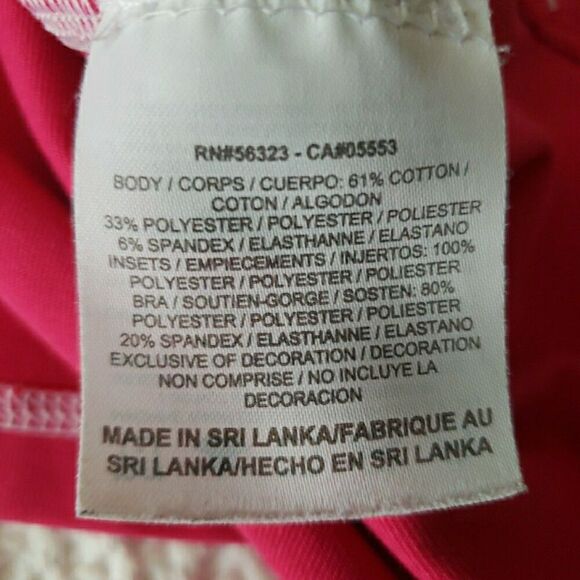 RN#56323 - CA#05553
BODY / CORPS / CUERPO: 61% COTTON /
COTON / ALGODON
33% POLYESTER / POLYESTER / POLIESTER
6% SPANDEX / ELASTHANNE / ELASTANO
INSETS / EMPIECEMENTS / INJERTOS: 100%
POLYESTER / POLYESTER / POLIESTER
BRA / SOUTIEN-GORGE / SOSTEN: 80%
POLYESTER / POLYESTER / POLIESTER
20% SPANDEX / ELASTHANNE / ELASTANO
EXCLUSIVE OF DECORATION / DECORATION
NON COMPRISE / NO INCLUYE LA
DECORACION
MADE IN SRI LANKA/FABRIQUE AU
SRI LANKA/HECHO EN SRI LANKA